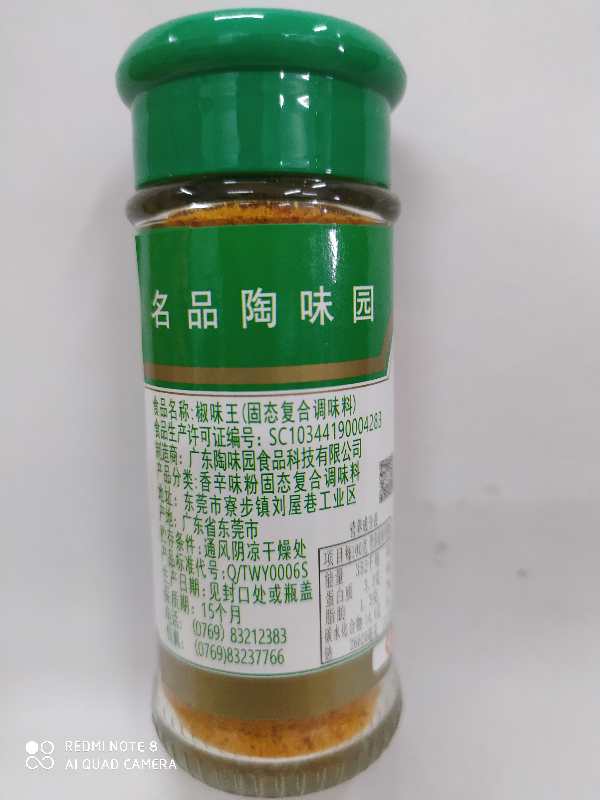 名品陶味园
食品名称:椒味王(固态复合调味料)
食品生产许可证编号: SC10344190004283
制造商: 广东陶味园食品科技有限公司
产品分类:香辛味粉固态复合调味料
地址: 东莞市寮步镇刘屋巷工业区
产地: 广东省东莞市
条件: 通风阴凉干燥处
产品标准代号: Q/TWY0006S
生产日期: 见封口处或瓶盖
保质期: 15个月
(0769) 83212383
(0769)83237766
项目
能量
蛋白质
脂肪
碳水化合物
钠
REDMI NOTE 8
AI QUAD CAMERA